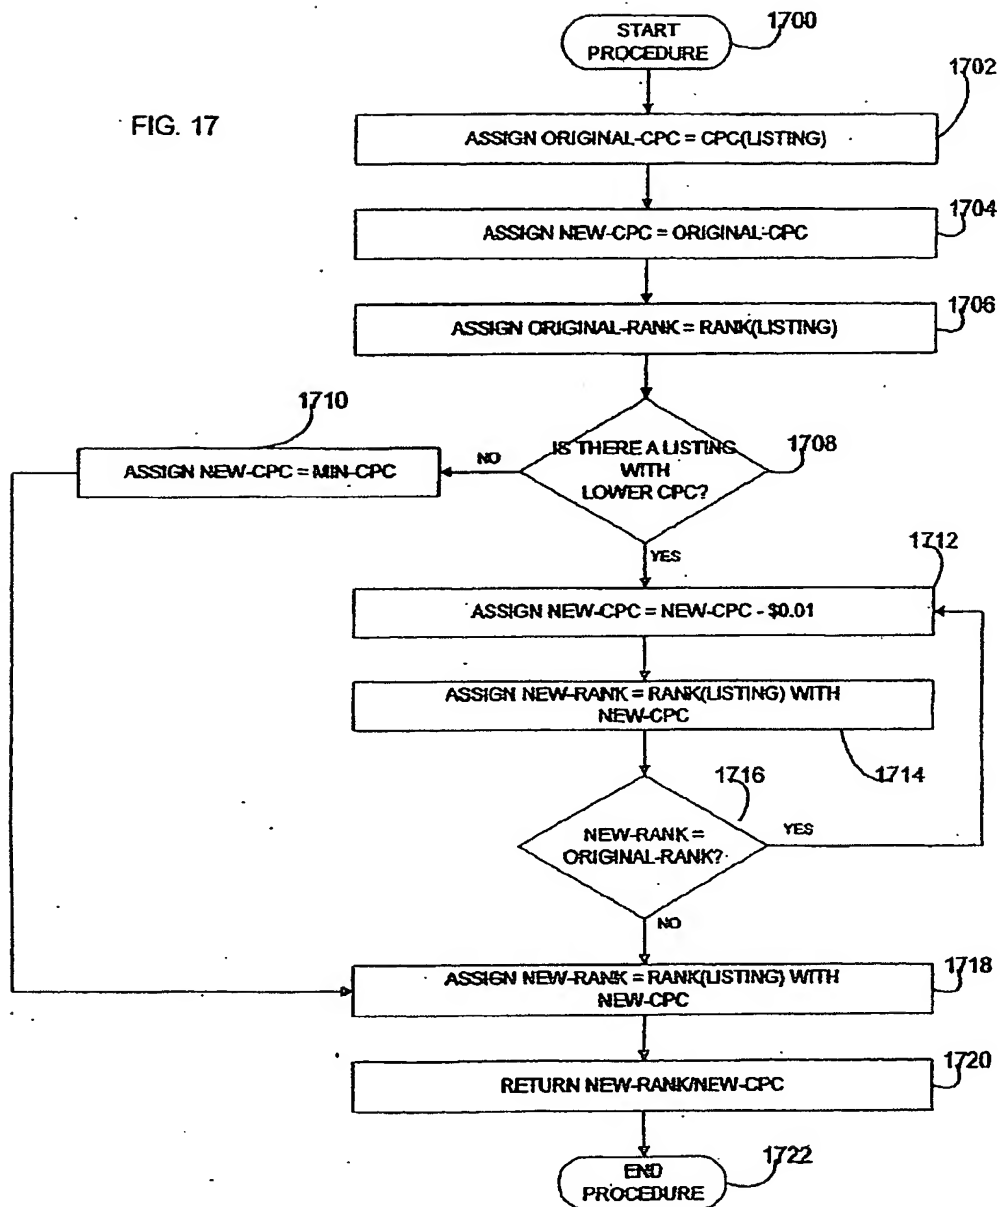 START
PROCEDURE
1700
1702
FIG. 17
ASSIGN ORIGINAL-CPC = CPC(LISTING)
1704
ASSIGN NEW-CPC = ORIGINAL-CPC
1706
ASSIGN ORIGINAL-RANK = RANK(LISTING)
1710
IS THERE A LISTING
WITH
LOWER CPC?
1708
NO
ASSIGN NEW-CPC = MIN-CPC
YES
1712
ASSIGN NEW-CPC = NEW-CPC - $0.01
ASSIGN NEW-RANK = RANK(LISTING) WITH
NEW-CPC
1714
1716
NEW-RANK =
ORIGINAL-RANK?
YES
NO
ASSIGN NEW-RANK = RANK(LISTING) WITH
NEW-CPC
1718
RETURN NEW-RANK/NEW-CPC
1720
END
PROCEDURE
1722